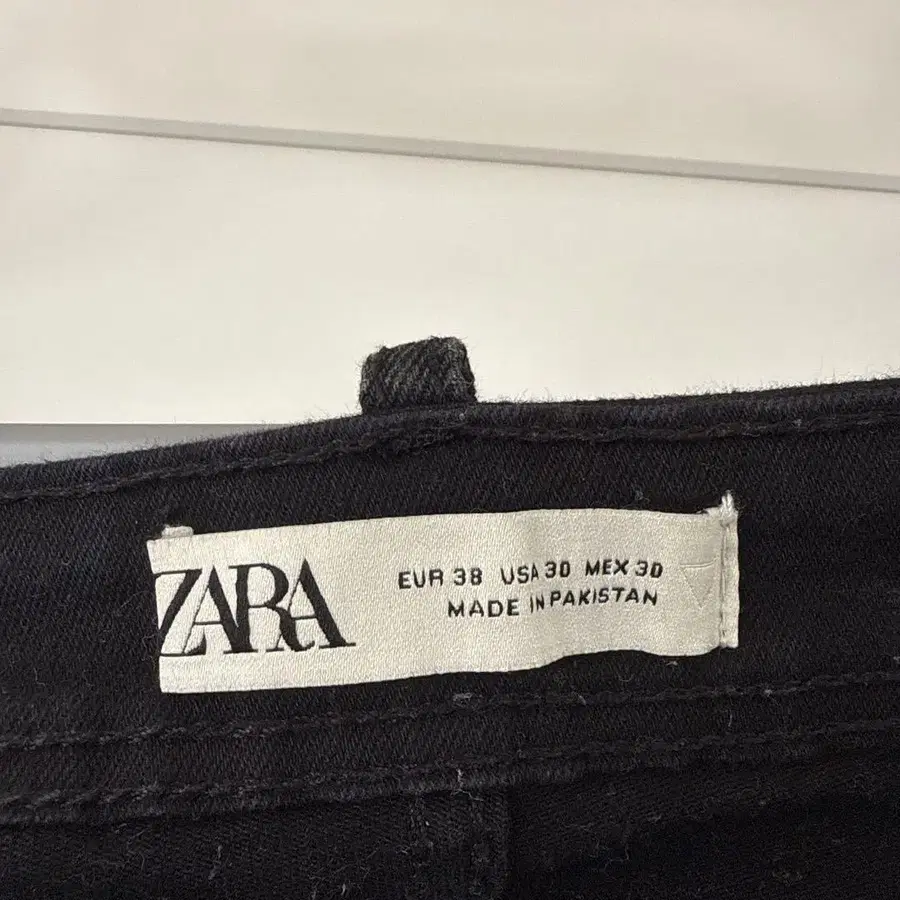 ZARA
EUR 38 USA 30 MEX 30
MADE IN PAKISTAN